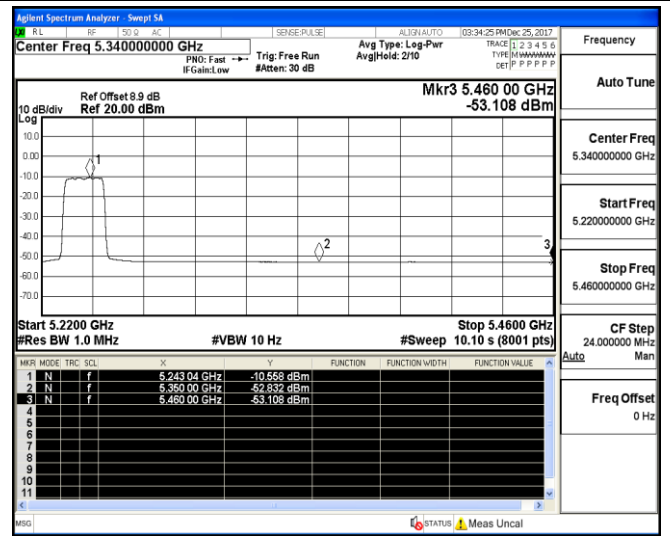 Agilent Spectrum Analyzer - Swept SA
RL RF 50 Ω AC SENSE:PULSE ALIGN AUTO 03:34:25 PM Dec 25, 2017
Center Freq 5.340000000 GHz
PNO: Fast
IFGain:Low
Trig: Free Run
#Atten: 30 dB
Avg Type: Log-Pwr
Avg|Hold: 2/10
TRACE 1 2 3 4 5 6
TYPE M
DET P P P P P P
Ref Offset 8.9 dB
Ref 20.00 dBm
10 dB/div
Log
Mkr3 5.460 00 GHz
-53.108 dBm
10.0
0.00
-10.0
-20.0
-30.0
-40.0
-50.0
-60.0
-70.0
1
2
3
Start 5.2200 GHz
Stop 5.4600 GHz
#Res BW 1.0 MHz
#VBW 10 Hz
#Sweep 10.10 s (8001 pts)
MKR MODE TRC SCL X Y FUNCTION FUNCTION WIDTH FUNCTION VALUE
1 N f 5.243 04 GHz -10.558 dBm
2 N f 5.350 00 GHz -52.832 dBm
3 N f 5.460 00 GHz -53.108 dBm
4
5
6
7
8
9
10
11
MSG
STATUS
Meas Uncal
Frequency
Auto Tune
Center Freq
5.340000000 GHz
Start Freq
5.220000000 GHz
Stop Freq
5.460000000 GHz
CF Step
24.000000 MHz
Auto Man
Freq Offset
0 Hz